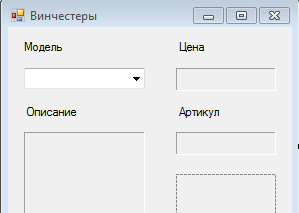 Винчестеры
Модель
Цена
Описание
Артикул